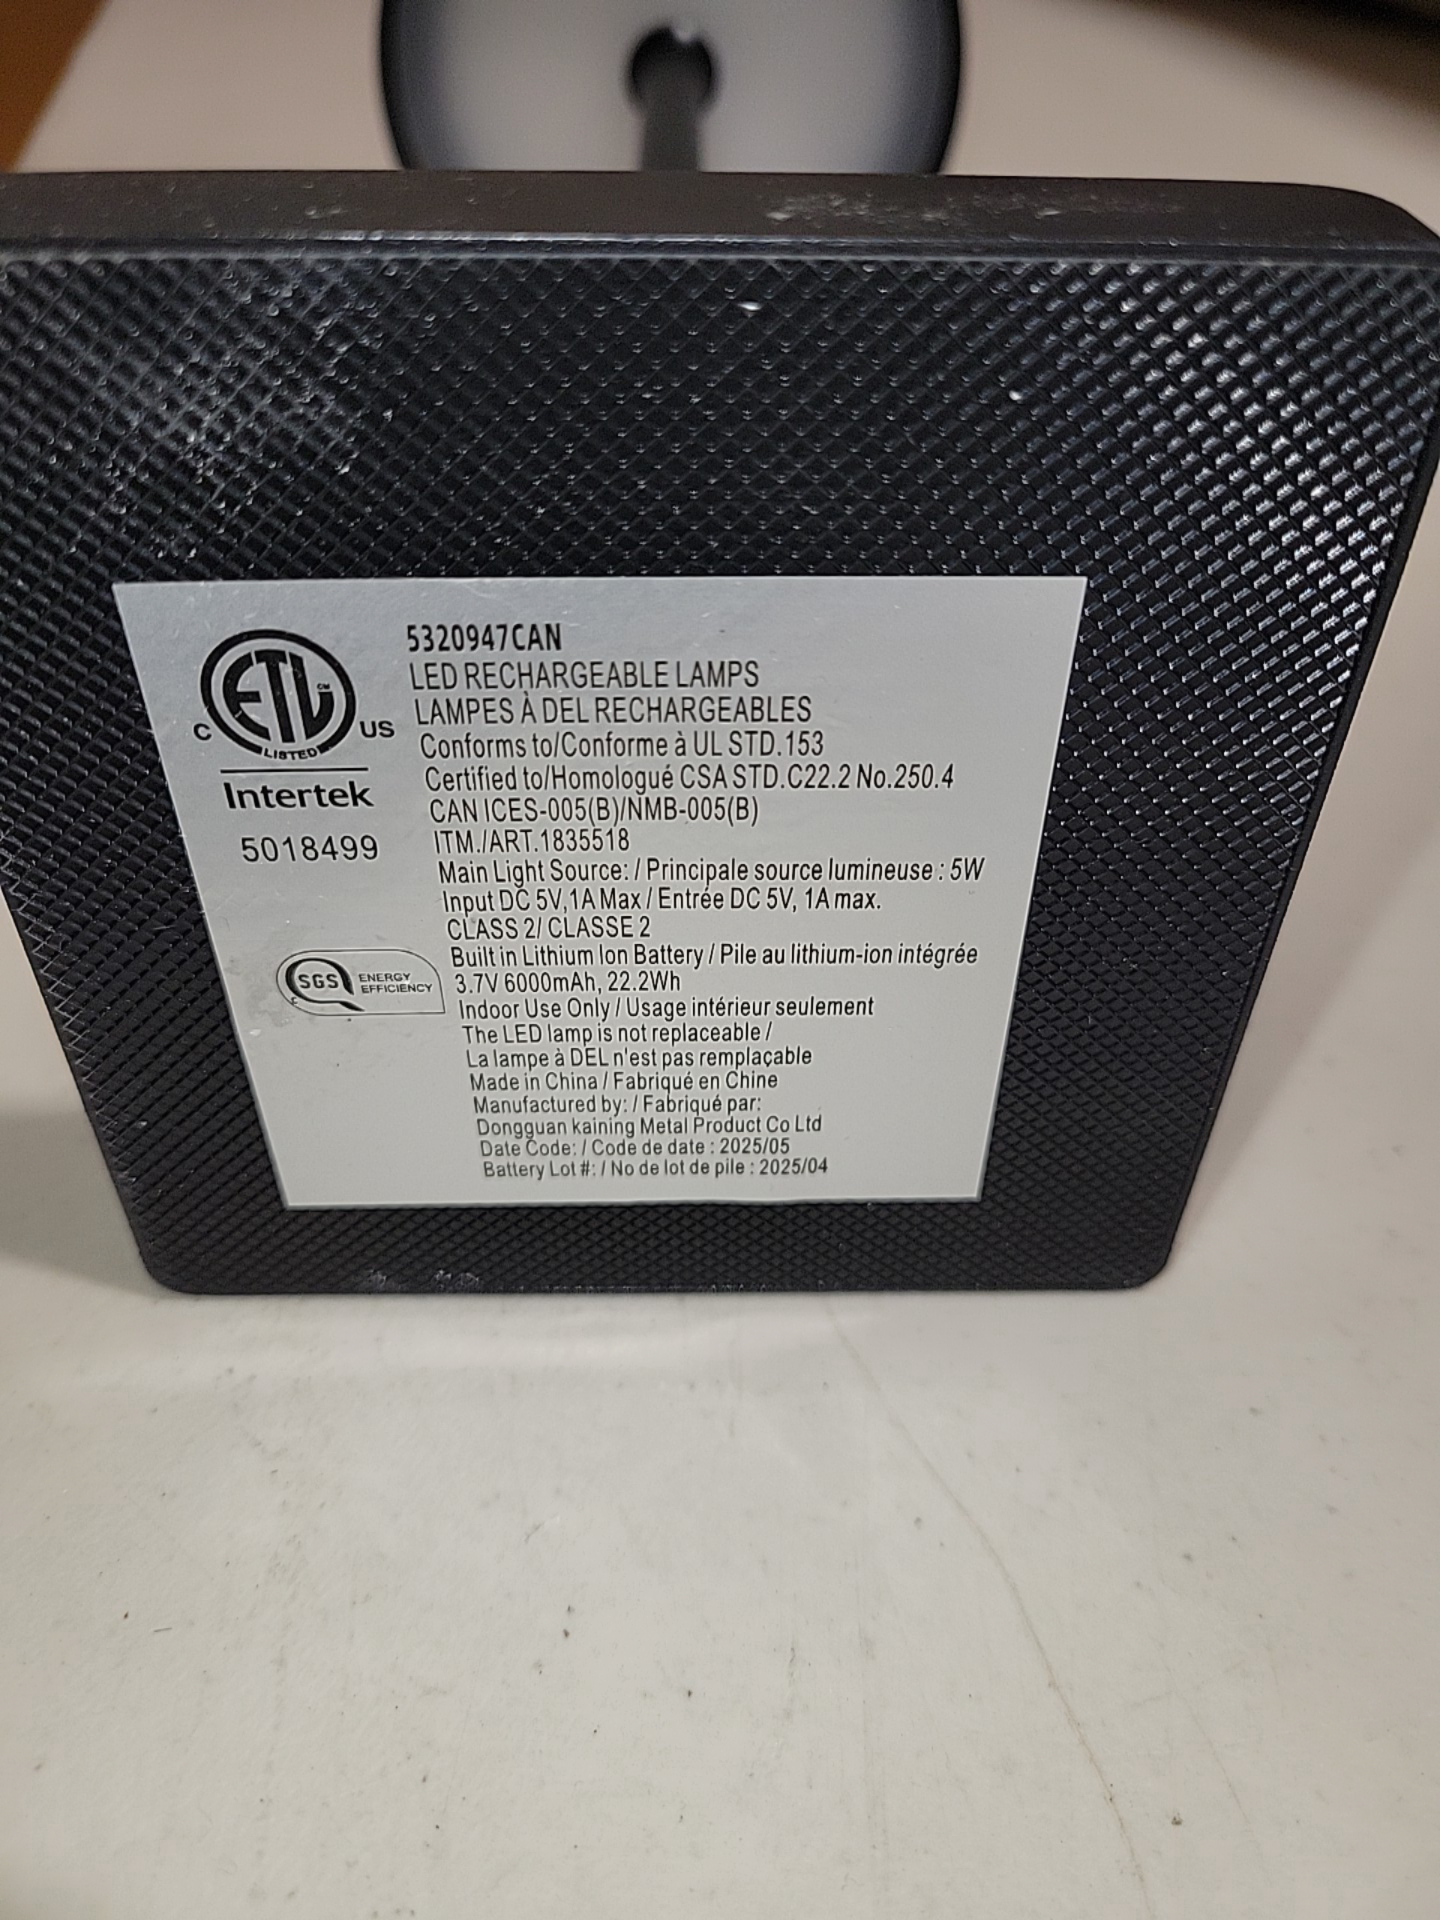 5320947CAN
LED RECHARGEABLE LAMPS
LAMPES À DEL RECHARGEABLES
Conforms to/Conforme à UL STD.153
Certified to/Homologué CSA STD.C22.2 No.250.4
CAN ICES-005(B)/NMB-005(B)
ITM./ART.1835518
Main Light Source: / Principale source lumineuse : 5W
Input DC 5V,1A Max / Entrée DC 5V, 1A max.
CLASS 2/ CLASSE 2
Built in Lithium Ion Battery / Pile au lithium-ion intégrée
3.7V 6000mAh, 22.2Wh
Indoor Use Only / Usage intérieur seulement
The LED lamp is not replaceable /
La lampe à DEL n'est pas remplaçable
Made in China / Fabriqué en Chine
Manufactured by: / Fabriqué par:
Dongguan kaining Metal Product Co Ltd
Date Code: / Code de date : 2025/05
Battery Lot #: / No de lot de pile : 2025/04
ETL CM
C US
LISTED
Intertek
5018499
SGS ENERGY
EFFICIENCY
C